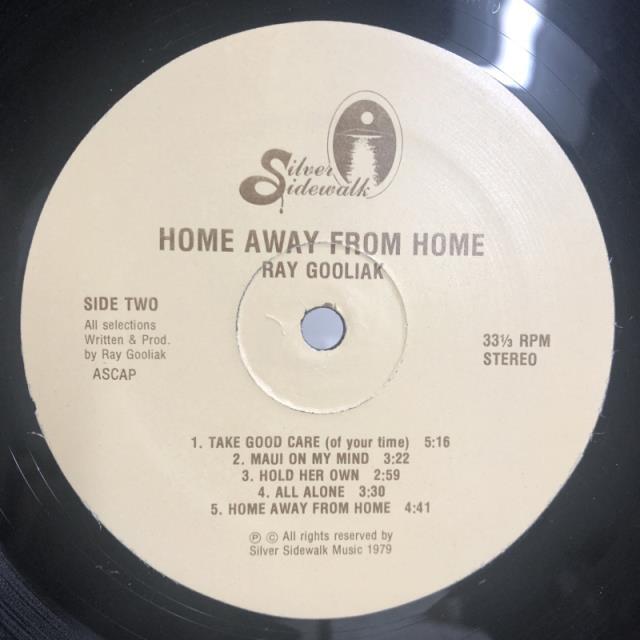 Silver
Sidewalk
HOME AWAY FROM HOME
RAY GOOLIAK
SIDE TWO
All selections
Written & Prod.
by Ray Gooliak
ASCAP
33⅓ RPM
STEREO
1. TAKE GOOD CARE (of your time) 5:16
2. MAUI ON MY MIND 3:22
3. HOLD HER OWN 2:59
4. ALL ALONE 3:30
5. HOME AWAY FROM HOME 4:41
Ⓟ © All rights reserved by
Silver Sidewalk Music 1979